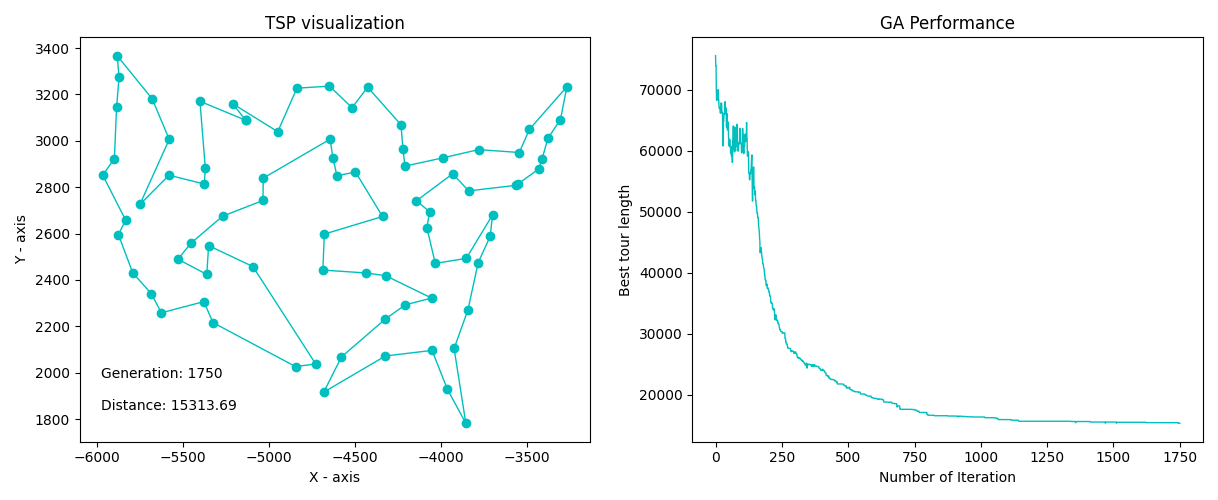 TSP visualization
Y - axis
3400
3200
3000
2800
2600
2400
2200
2000
1800
Generation: 1750
Distance: 15313.69
−6000 −5500 −5000 −4500 −4000 −3500
X - axis
GA Performance
Best tour length
70000
60000
50000
40000
30000
20000
0 250 500 750 1000 1250 1500 1750
Number of Iteration